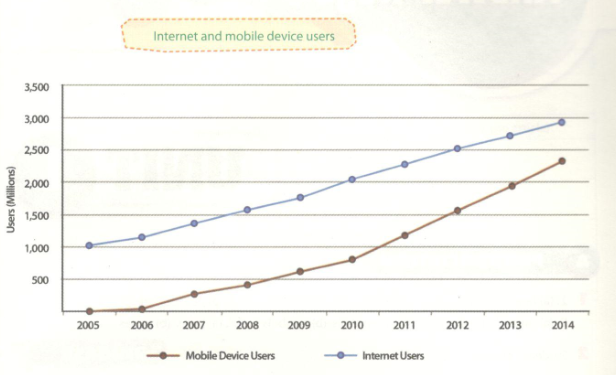 Internet and mobile device users
3,500
3,000
2,500
2,000
1,500
1,000
500
Users (Millions)
2005 2006 2007 2008 2009 2010 2011 2012 2013 2014
Mobile Device Users Internet Users